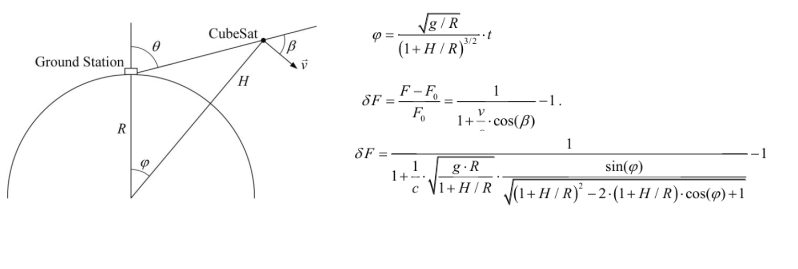 θ
CubeSat
β
v⃗
Ground Station
H
R
φ
φ = √(g / R) / (1 + H / R)^(3/2) · t
δF = (F − F₀) / F₀ = 1 / (1 + v/ · cos(β)) − 1 .
δF = 1 / (1 + 1/c · √(g · R / (1 + H / R)) · sin(φ) / √((1 + H / R)² − 2 · (1 + H / R) · cos(φ) + 1)) − 1